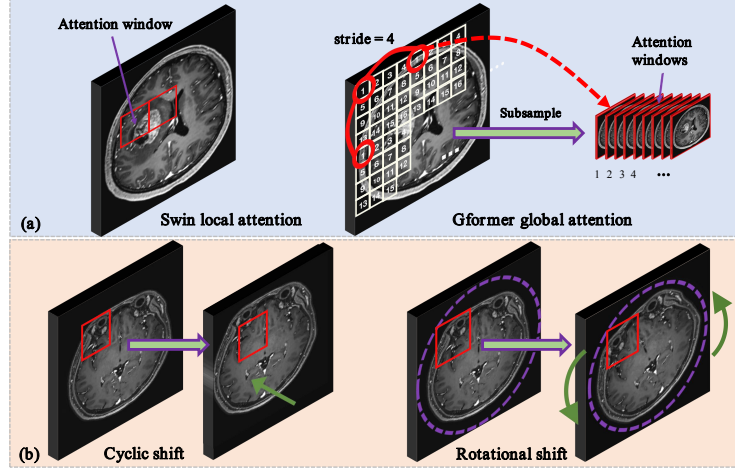 Attention window
stride = 4
Attention
windows
Subsample
1 2 3 4 ...
(a)
Swin local attention
Gformer global attention
(b)
Cyclic shift
Rotational shift